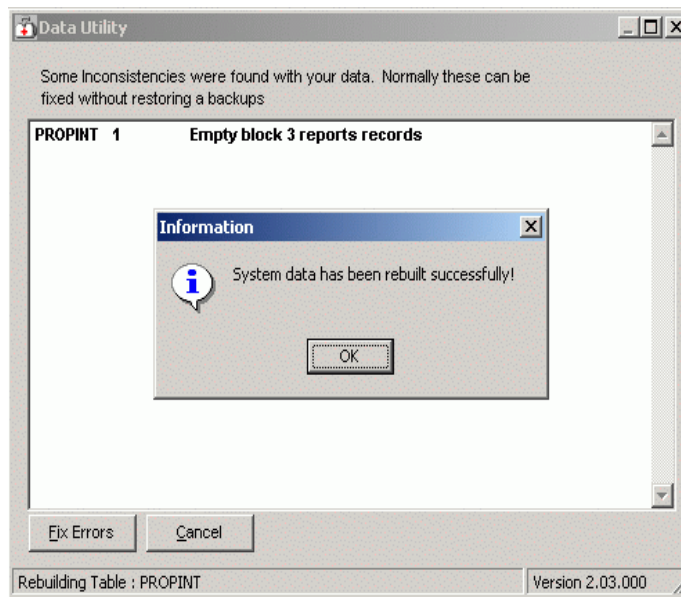 Data Utility
Some Inconsistencies were found with your data. Normally these can be
fixed without restoring a backups
PROPINT 1 Empty block 3 reports records
Information
System data has been rebuilt successfully!
OK
Fix Errors Cancel
Rebuilding Table : PROPINT Version 2.03.000